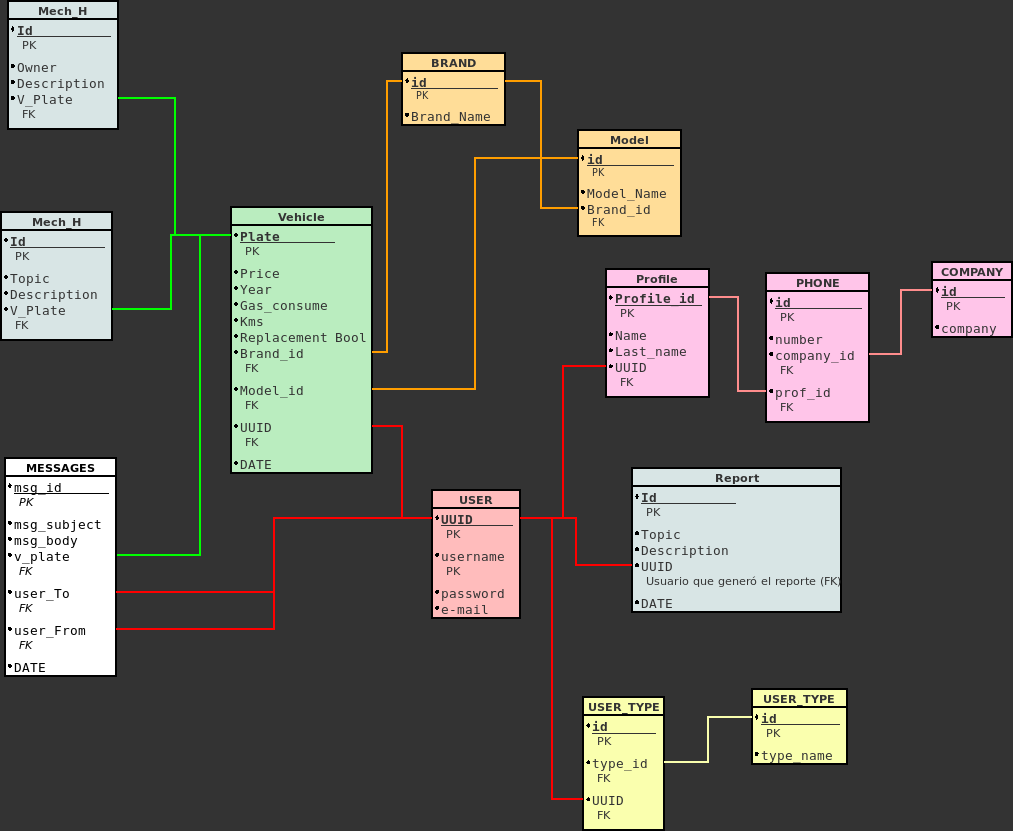 Mech_H
Id
PK
Owner
Description
V_Plate
FK
Mech_H
Id
PK
Topic
Description
V_Plate
FK
MESSAGES
msg_id
PK
msg_subject
msg_body
v_plate
FK
user_To
FK
user_From
FK
DATE
Vehicle
Plate
PK
Price
Year
Gas_consume
Kms
Replacement Bool
Brand_id
FK
Model_id
FK
UUID
FK
DATE
BRAND
id
PK
Brand_Name
Model
id
PK
Model_Name
Brand_id
FK
Profile
Profile_id
PK
Name
Last_name
UUID
FK
PHONE
id
PK
number
company_id
FK
prof_id
FK
COMPANY
id
PK
company
USER
UUID
PK
username
PK
password
e-mail
Report
Id
PK
Topic
Description
UUID
Usuario que generó el reporte (FK)
DATE
USER_TYPE
id
PK
type_id
FK
UUID
FK
USER_TYPE
id
PK
type_name